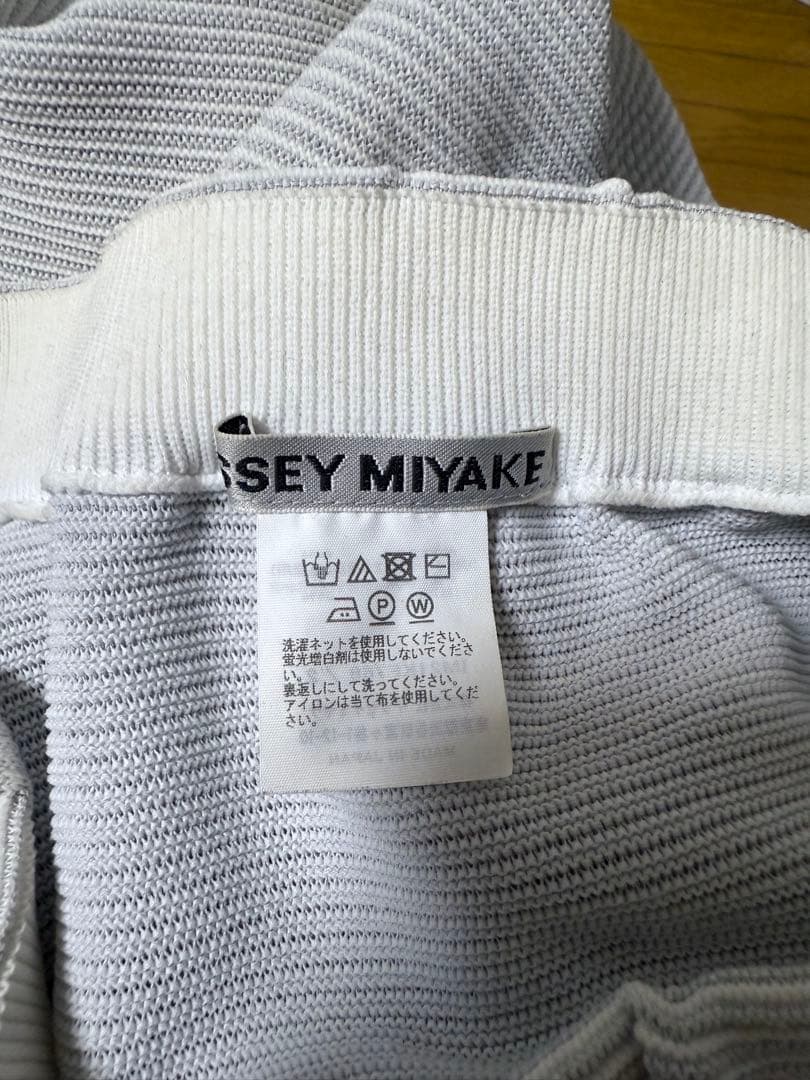 SSEY MIYAKE
P W
洗濯ネットを使用してください。
蛍光増白剤は使用しないでくださ
い。
裏返しにして洗ってください。
アイロンは当て布を使用してくだ
さい。
MADE IN JAPAN